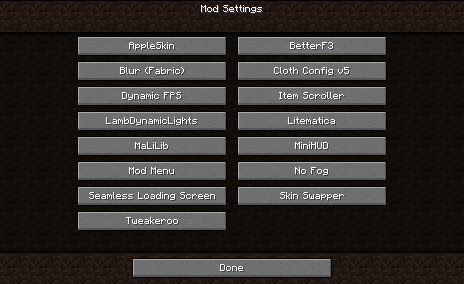 Mod Settings
AppleSkin
BetterF3
Blur (Fabric)
Cloth Config v5
Dynamic FPS
Item Scroller
LambDynamicLights
Litematica
MaLiLib
MiniHUD
Mod Menu
No Fog
Seamless Loading Screen
Skin Swapper
Tweakeroo
Done